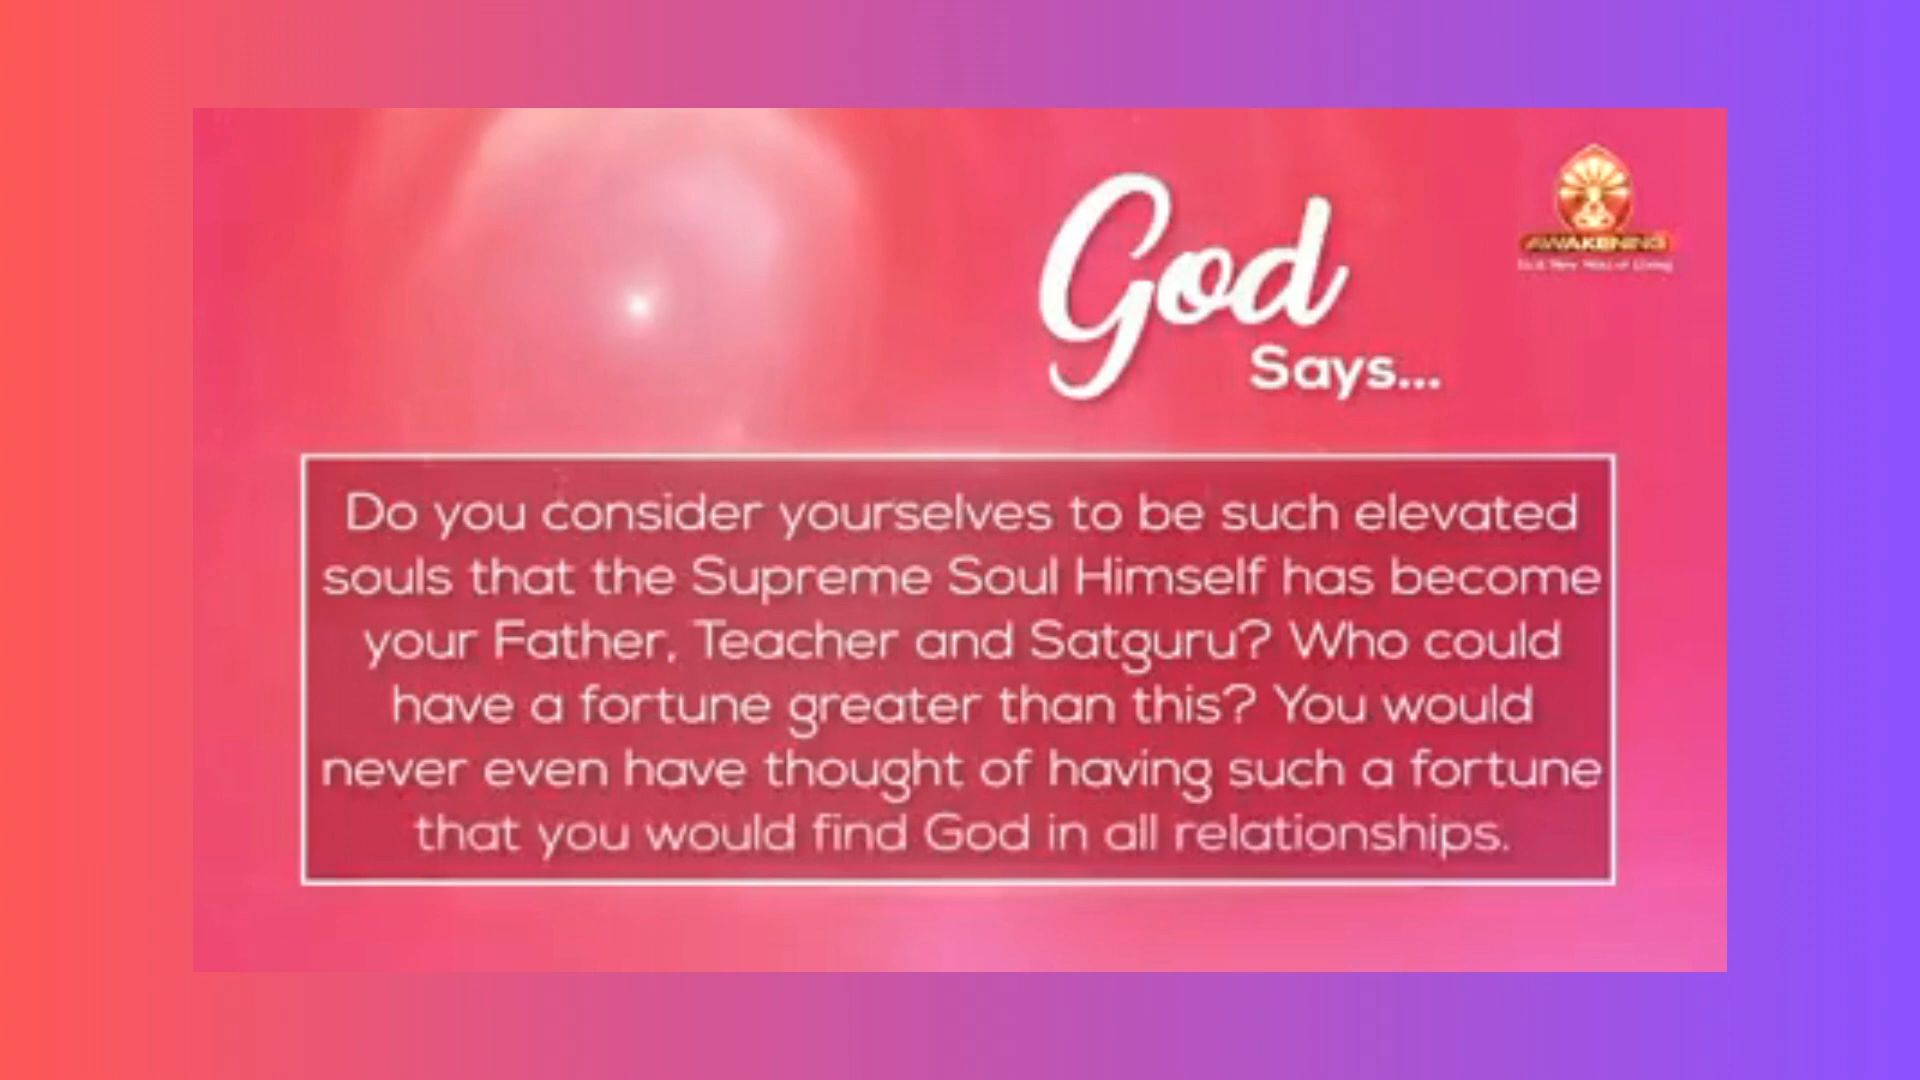 God
Says...
AWAKENING
Do you consider yourselves to be such elevated
souls that the Supreme Soul Himself has become
your Father, Teacher and Satguru? Who could
have a fortune greater than this? You would
never even have thought of having such a fortune
that you would find God in all relationships.